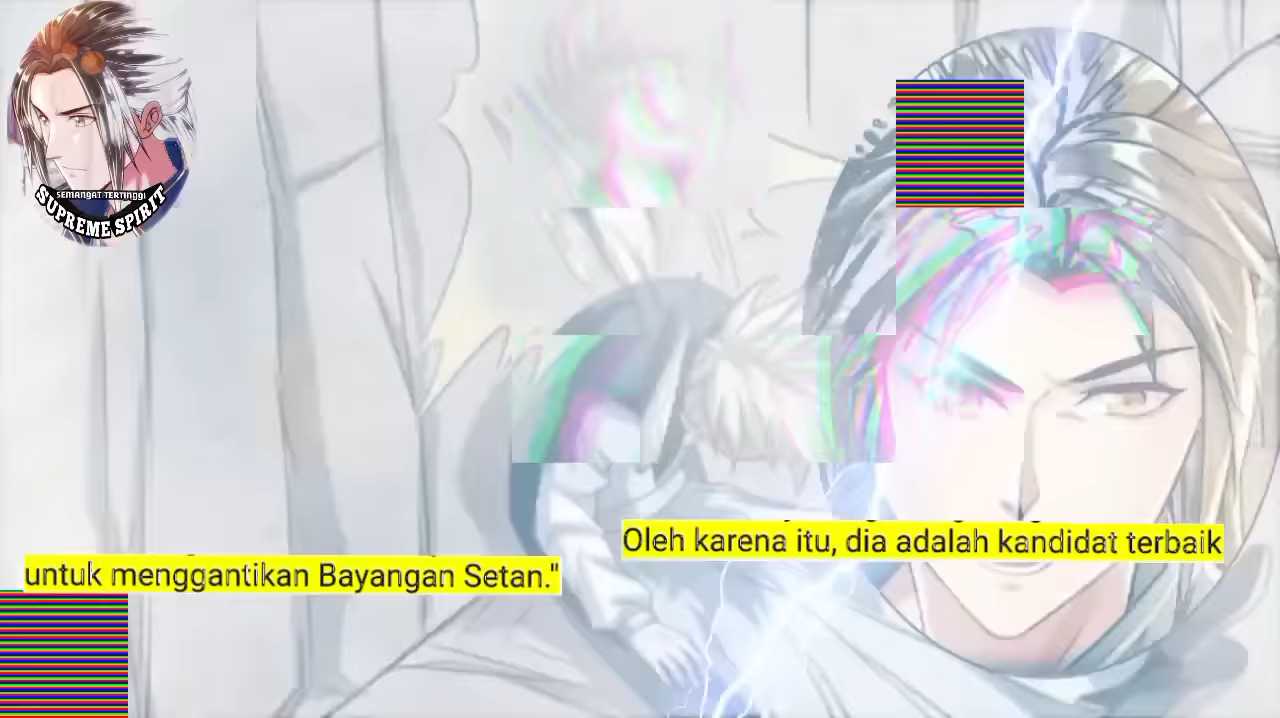 SEMANGAT TERTINGGI
SUPREME SPIRIT
Oleh karena itu, dia adalah kandidat terbaik
untuk menggantikan Bayangan Setan."